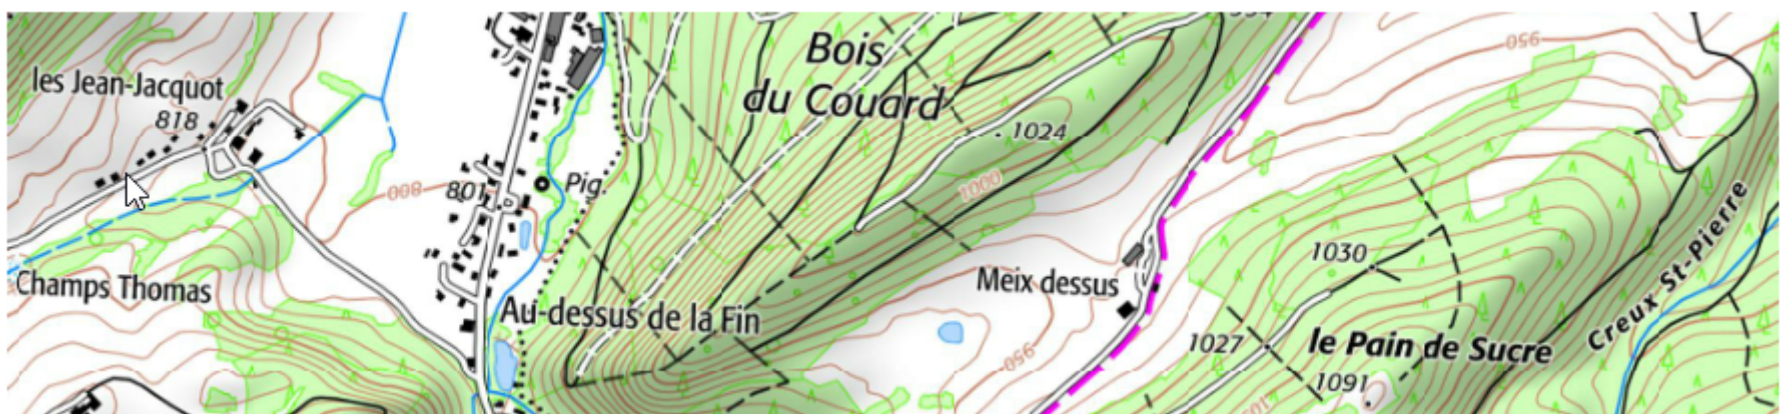 950
Bois
du Couard
les Jean-Jacquot
818
1024
800
801
Pig.
1000
1030
Meix dessus
Creux St-Pierre
Champs Thomas
Au-dessus de la Fin
950
1027
le Pain de Sucre
1091